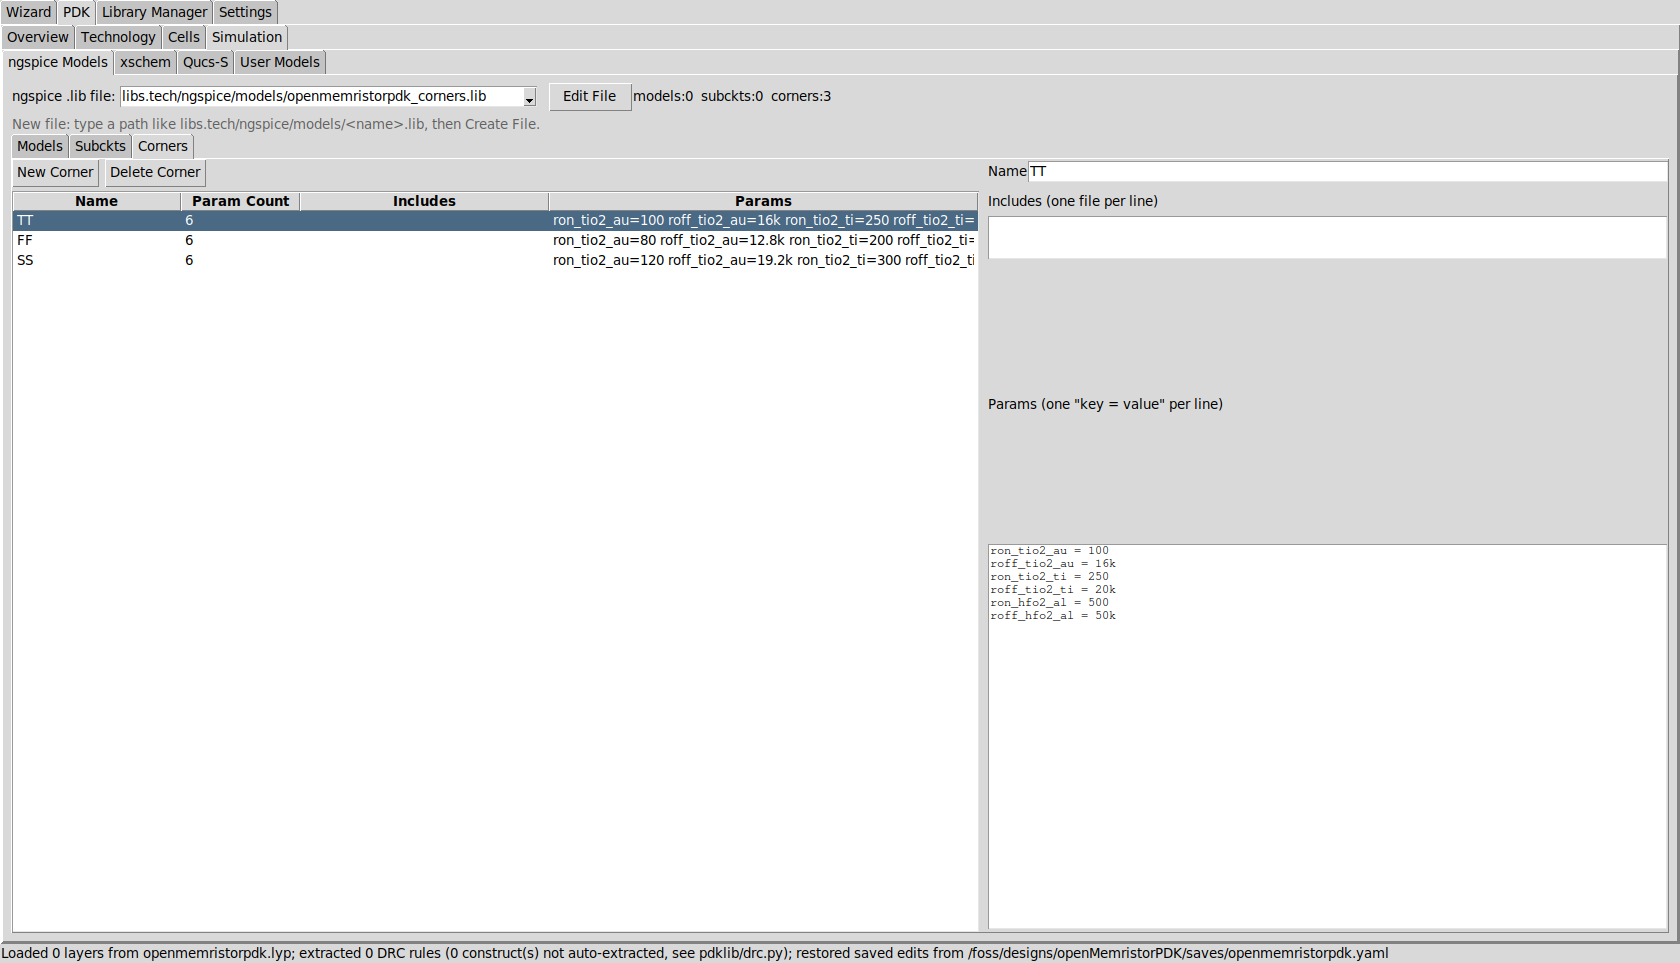 Wizard PDK Library Manager Settings
Overview Technology Cells Simulation
ngspice Models xschem Qucs-S User Models
ngspice .lib file: libs.tech/ngspice/models/openmemristorpdk_corners.lib Edit File models:0 subckts:0 corners:3
New file: type a path like libs.tech/ngspice/models/<name>.lib, then Create File.
Models Subckts Corners
New Corner Delete Corner
Name Param Count Includes Params
TT 6 ron_tio2_au=100 roff_tio2_au=16k ron_tio2_ti=250 roff_tio2_ti=
FF 6 ron_tio2_au=80 roff_tio2_au=12.8k ron_tio2_ti=200 roff_tio2_ti=
SS 6 ron_tio2_au=120 roff_tio2_au=19.2k ron_tio2_ti=300 roff_tio2_ti
Name TT
Includes (one file per line)
Params (one "key = value" per line)
ron_tio2_au = 100
roff_tio2_au = 16k
ron_tio2_ti = 250
roff_tio2_ti = 20k
ron_hfo2_al = 500
roff_hfo2_al = 50k
Loaded 0 layers from openmemristorpdk.lyp; extracted 0 DRC rules (0 construct(s) not auto-extracted, see pdklib/drc.py); restored saved edits from /foss/designs/openMemristorPDK/saves/openmemristorpdk.yaml